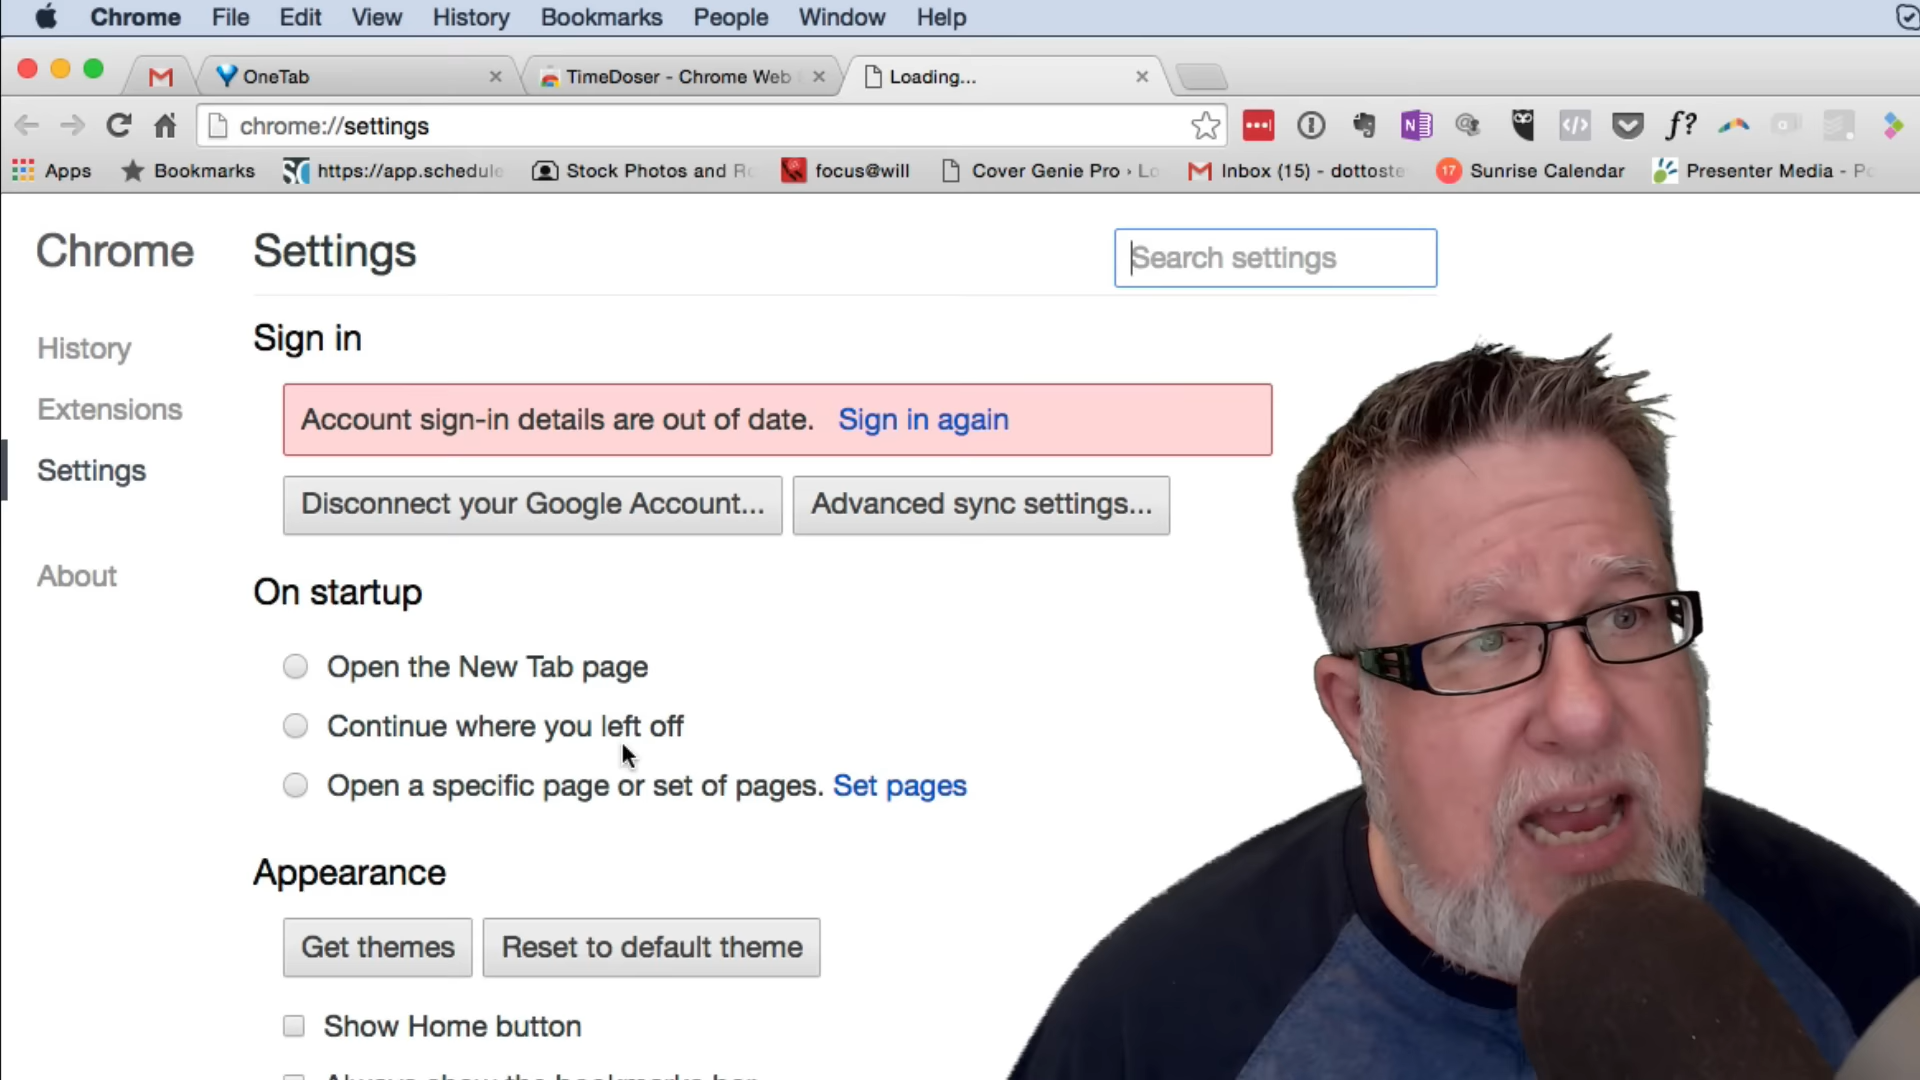 Chrome File Edit View History Bookmarks People Window Help
OneTab TimeDoser - Chrome Web Loading...
chrome://settings f?
Apps Bookmarks https://app.schedule Stock Photos and focus@will Cover Genie Pro › Inbox (15) - dottoste 17 Sunrise Calendar Presenter Media -
Chrome Settings Search settings
Sign in
History
Extensions
Settings
About
Account sign-in details are out of date. Sign in again
Disconnect your Google Account... Advanced sync settings...
On startup
Open the New Tab page
Continue where you left off
Open a specific page or set of pages. Set pages
Appearance
Get themes Reset to default theme
Show Home button